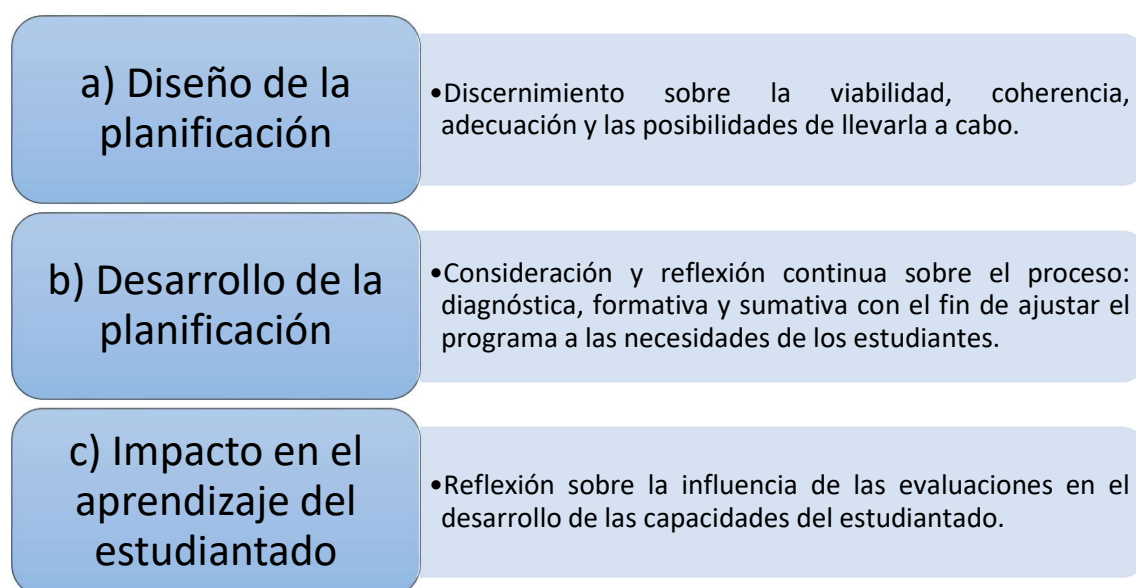 a) Diseño de la
planificación
•Discernimiento sobre la viabilidad, coherencia,
adecuación y las posibilidades de llevarla a cabo.
b) Desarrollo de la
planificación
•Consideración y reflexión continua sobre el proceso:
diagnóstica, formativa y sumativa con el fin de ajustar el
programa a las necesidades de los estudiantes.
c) Impacto en el
aprendizaje del
estudiantado
•Reflexión sobre la influencia de las evaluaciones en el
desarrollo de las capacidades del estudiantado.